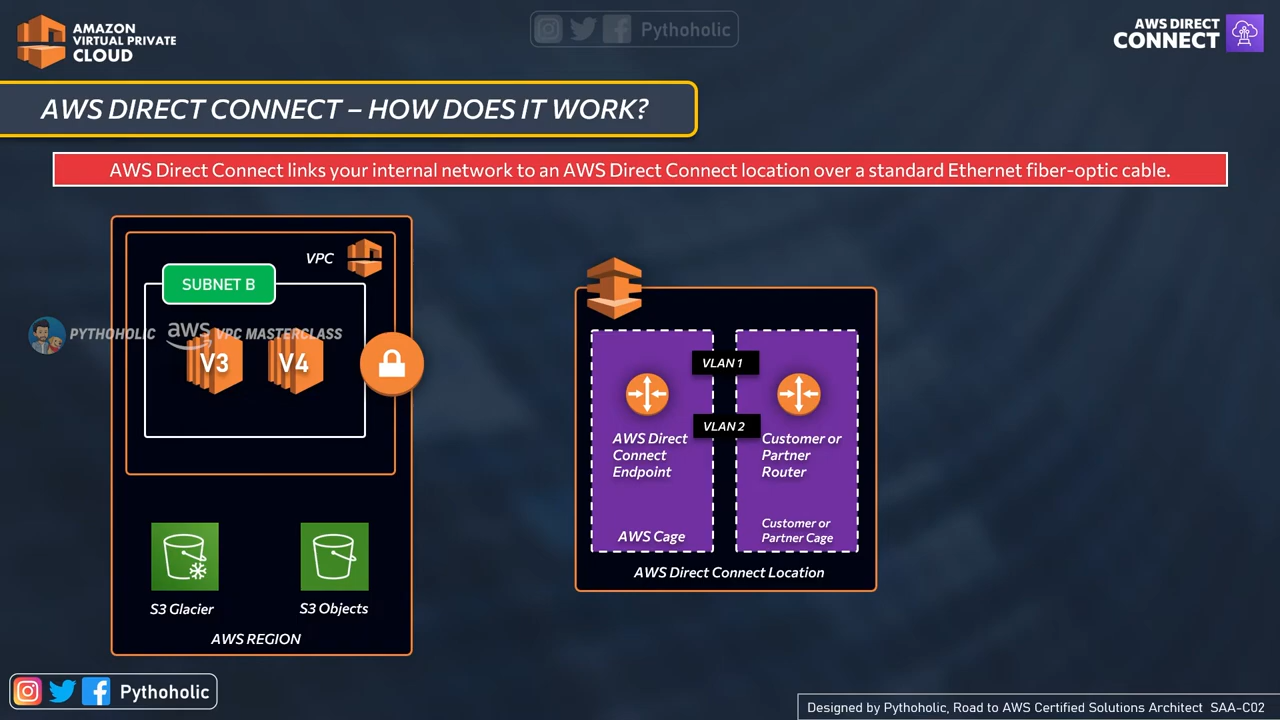 AMAZON
VIRTUAL PRIVATE
CLOUD
Pythoholic
AWS DIRECT
CONNECT
AWS DIRECT CONNECT – HOW DOES IT WORK?
AWS Direct Connect links your internal network to an AWS Direct Connect location over a standard Ethernet fiber-optic cable.
VPC
SUBNET B
PYTHOHOLIC aws VPC MASTERCLASS
V3 V4
S3 Glacier
S3 Objects
AWS REGION
VLAN 1
VLAN 2
AWS Direct
Connect
Endpoint
AWS Cage
Customer or
Partner
Router
Customer or
Partner Cage
AWS Direct Connect Location
Pythoholic
Designed by Pythoholic, Road to AWS Certified Solutions Architect SAA-C02